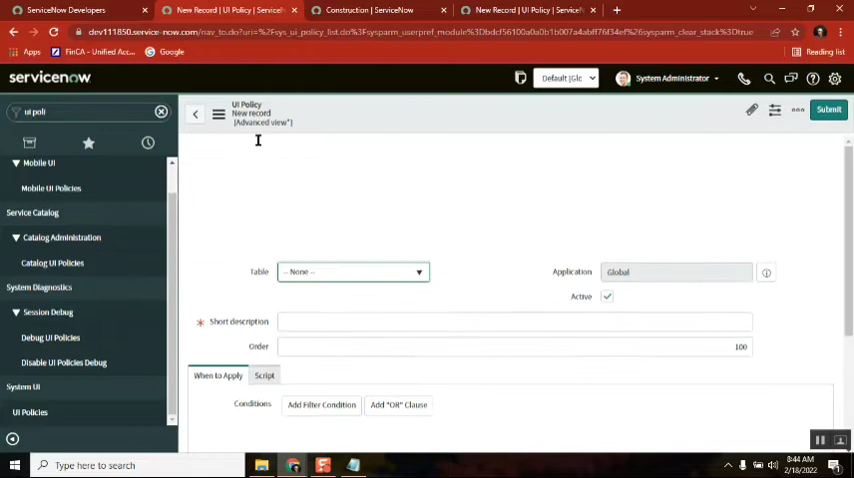 ServiceNow Developers
New Record | UI Policy | ServiceN
Construction | ServiceNow
New Record | UI Policy | ServiceN
dev111850.service-now.com/nav_to.do?uri=%2Fsys_ui_policy_list.do%3Fsysparm_userpref_module%3Dbdcf56100a0a0b1b007a4abff76f34ef%26sysparm_clear_stack%3Dtrue
Apps
FinCA - Unified Acc...
Google
Reading list
servicenow
Default [Glc
System Administrator
ui poli
UI Policy
New record
[Advanced view*]
Submit
Mobile UI
Mobile UI Policies
Service Catalog
Catalog Administration
Catalog UI Policies
System Diagnostics
Session Debug
Debug UI Policies
Disable UI Policies Debug
System UI
UI Policies
Table
-- None --
Application
Global
Active
Short description
Order
100
When to Apply
Script
Conditions
Add Filter Condition
Add "OR" Clause
Type here to search
8:44 AM
2/18/2022